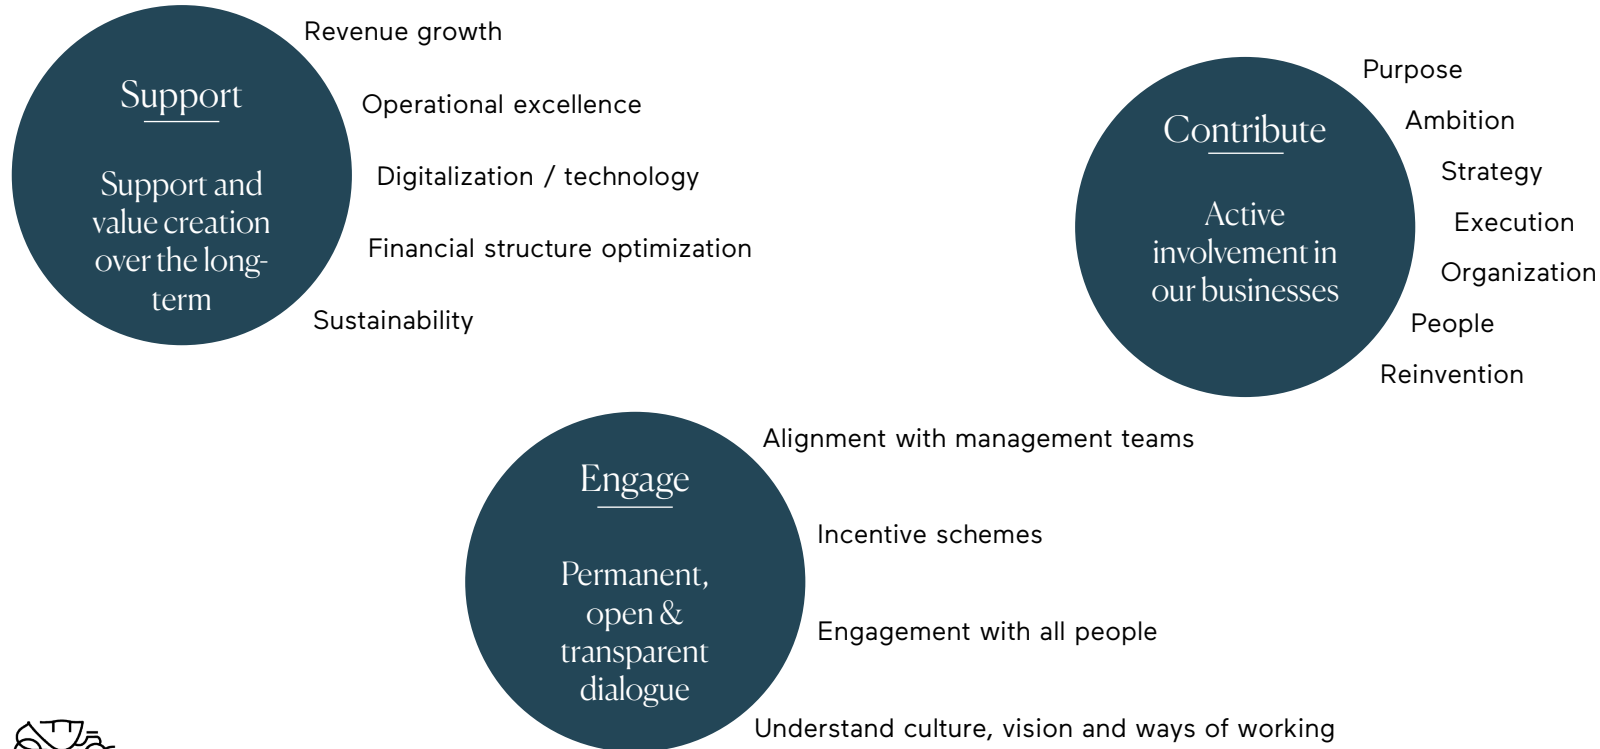 Support
Support and
value creation
over the long-
term
Revenue growth
Operational excellence
Digitalization / technology
Financial structure optimization
Sustainability
Contribute
Active
involvement in
our businesses
Purpose
Ambition
Strategy
Execution
Organization
People
Reinvention
Engage
Permanent,
open &
transparent
dialogue
Alignment with management teams
Incentive schemes
Engagement with all people
Understand culture, vision and ways of working